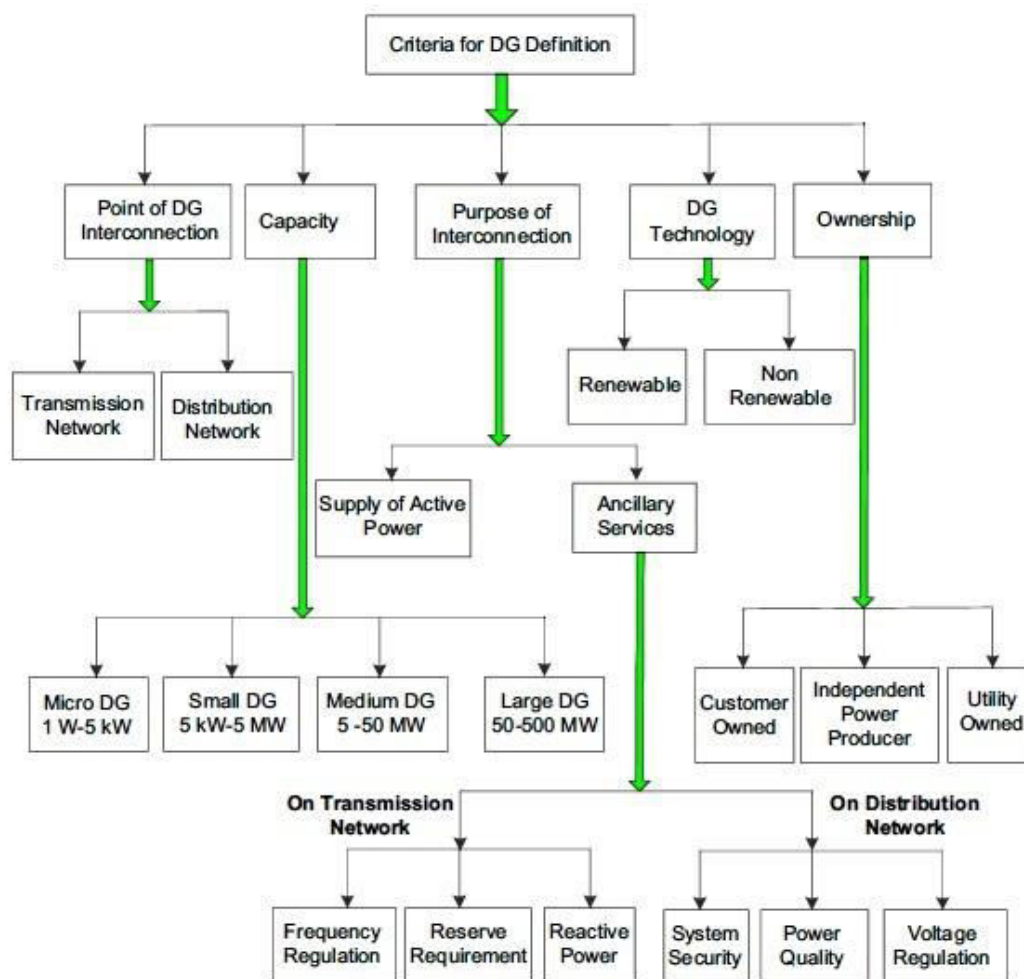 Criteria for DG Definition
Point of DG
Interconnection
Capacity
Purpose of
Interconnection
DG
Technology
Ownership
Transmission
Network
Distribution
Network
Renewable
Non
Renewable
Supply of Active
Power
Ancillary
Services
Micro DG
1 W-5 kW
Small DG
5 kW-5 MW
Medium DG
5 -50 MW
Large DG
50-500 MW
Customer
Owned
Independent
Power
Producer
Utility
Owned
On Transmission
Network
On Distribution
Network
Frequency
Regulation
Reserve
Requirement
Reactive
Power
System
Security
Power
Quality
Voltage
Regulation